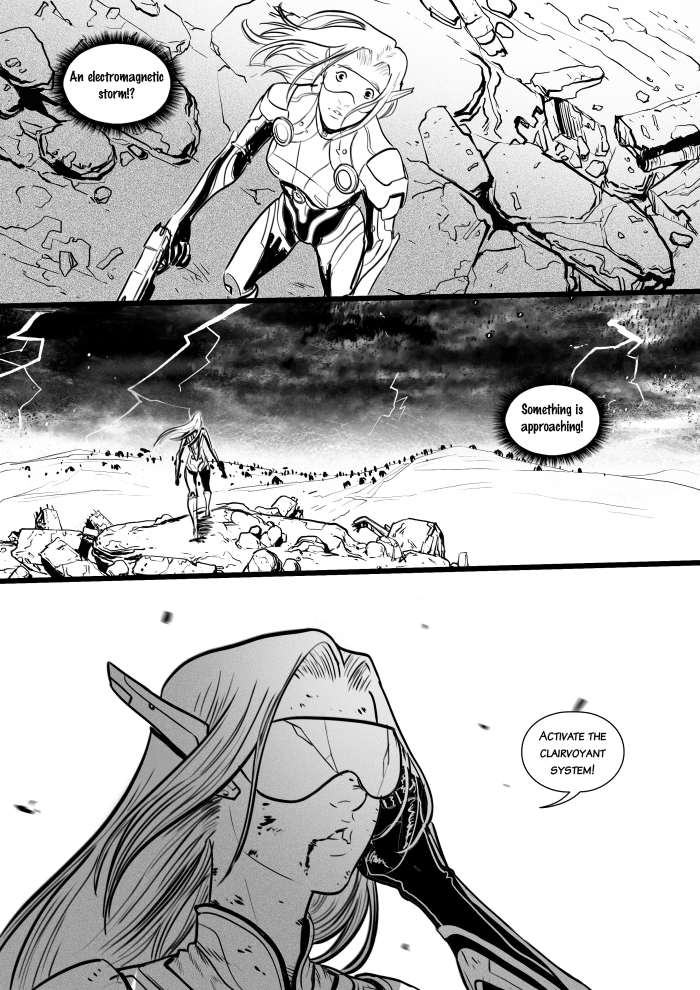 An electromagnetic
storm!?
Something is
approaching!
Activate the
clairvoyant
system!